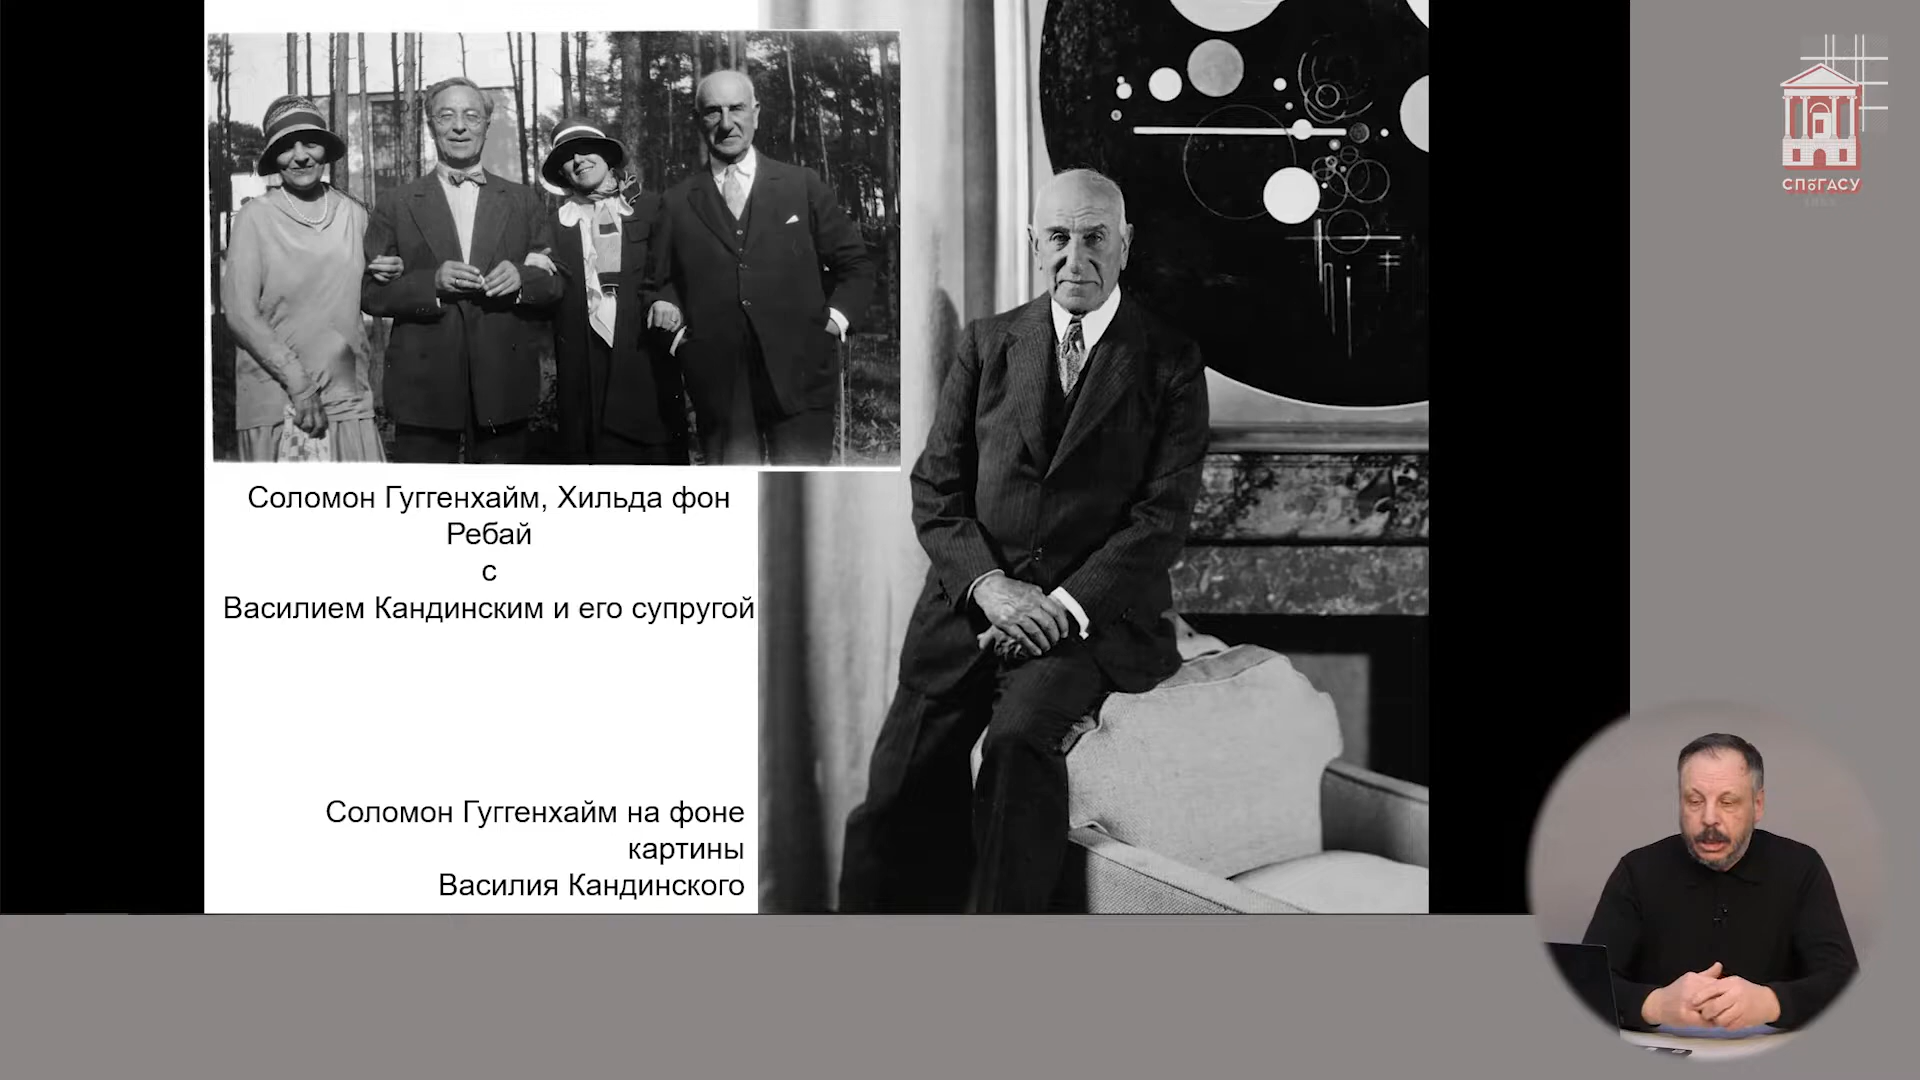 Соломон Гуггенхайм, Хильда фон
Ребай
с
Василием Кандинским и его супругой
Соломон Гуггенхайм на фоне
картины
Василия Кандинского
СПбГАСУ